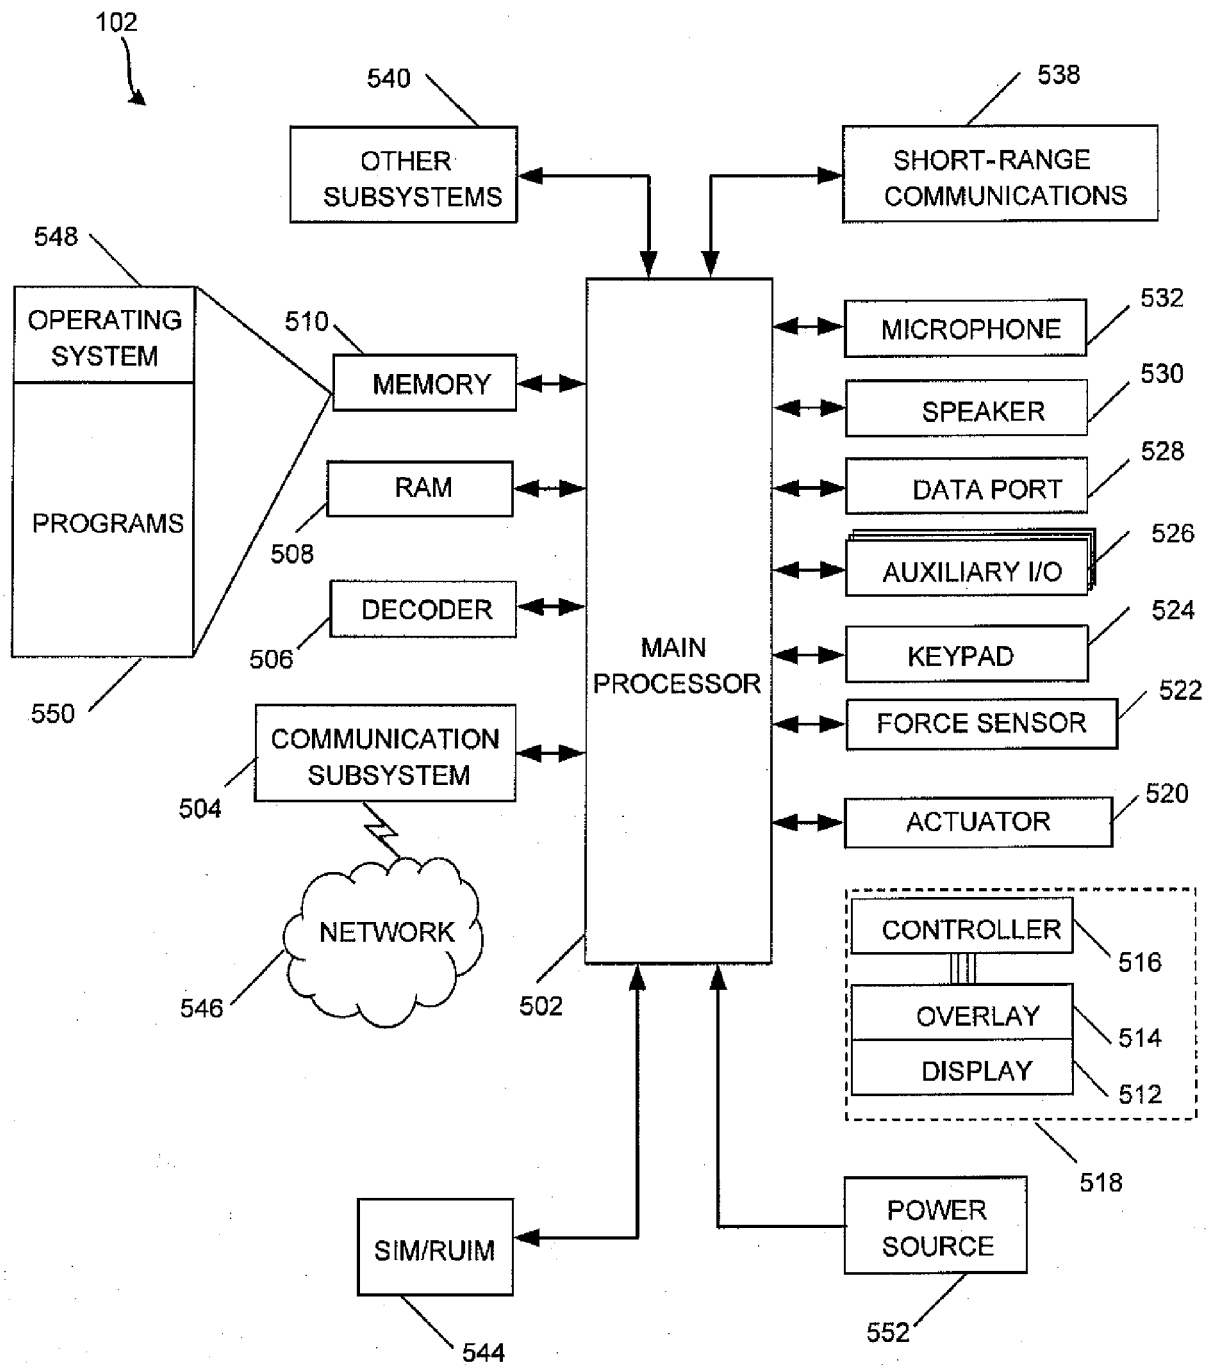 102
540
538
OTHER
SUBSYSTEMS
SHORT-RANGE
COMMUNICATIONS
548
OPERATING
SYSTEM
PROGRAMS
550
510
MEMORY
RAM
508
DECODER
506
COMMUNICATION
SUBSYSTEM
504
NETWORK
546
MAIN
PROCESSOR
502
MICROPHONE
532
SPEAKER
530
DATA PORT
528
AUXILIARY I/O
526
KEYPAD
524
FORCE SENSOR
522
ACTUATOR
520
CONTROLLER
516
OVERLAY
514
DISPLAY
512
518
SIM/RUIM
544
POWER
SOURCE
552